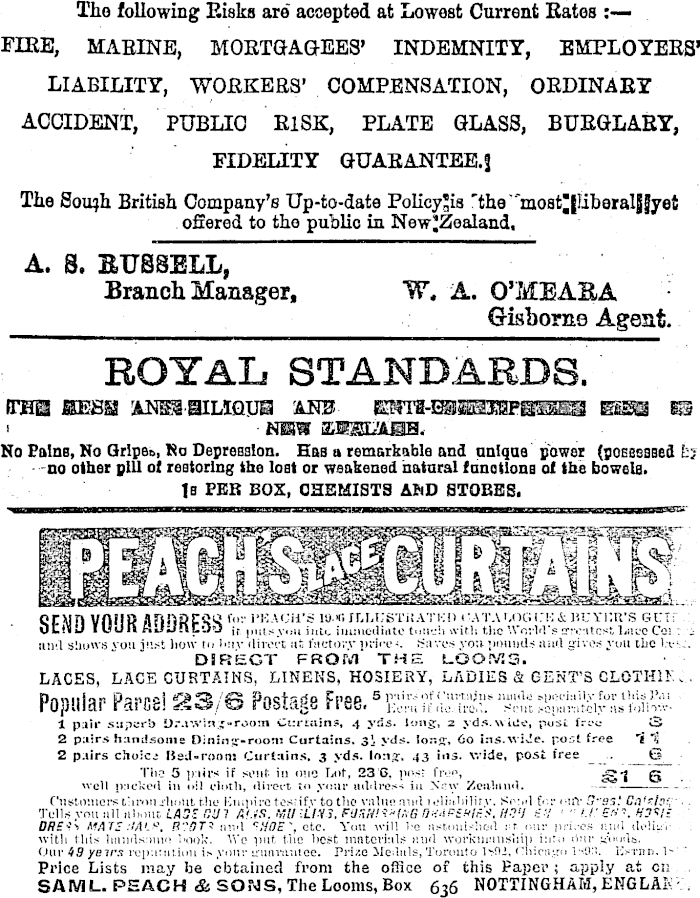 The following Risks are accepted at Lowest Current Rates :—
FIRE, MARINE, MORTGAGEES' INDEMNITY, EMPLOYERS'
LIABILITY, WORKERS' COMPENSATION, ORDINARY
ACCIDENT, PUBLIC RISK, PLATE GLASS, BURGLARY,
FIDELITY GUARANTEE.
The South British Company's Up-to-date Policy is the most liberal yet
offered to the public in New Zealand.
A. S. RUSSELL,
Branch Manager,
W. A. O'MEARA
Gisborne Agent.
ROYAL STANDARDS.
THE BEST ANTI-BILIOUS AND
NEW ZEALAND.
No Pains, No Gripes, No Depression. Has a remarkable and unique power (possessed by
no other pill of restoring the lost or weakened natural functions of the bowels.
1s PER BOX, CHEMISTS AND STORES.
PEACH'S LACE CURTAINS
SEND YOUR ADDRESS for PEACH'S 1906 ILLUSTRATED CATALOGUE & BUYER'S
it puts you into immediate touch with the World's greatest Lace
and shows you just how to buy direct at factory prices. Saves you pounds and gives you the
DIRECT FROM THE LOOMS.
LACES, LACE CURTAINS, LINENS, HOSIERY, LADIES & GENT'S
Popular Parcel 23/6 Postage Free. 5 pairs of Curtains made specially for this
Ecru if desired. Sent separately as
1 pair superb Drawing-room Curtains, 4 yds. long, 2 yds. wide, post free
2 pairs handsome Dining-room Curtains, 3½ yds. long, 60 ins. wide, post free 11
2 pairs choice Bed-room Curtains, 3 yds. long, 43 ins. wide, post free 6
The 5 pairs if sent in one Lot, 23/6, post free,
well packed in oil cloth, direct to your address in New Zealand. £1 6
Customers throughout the Empire testify to the value and reliability. Send for our
Tells you all about LACE CURTAINS, MUSLINS, FURNISHING DRAPERIES,
DRESS MATERIALS, BOOTS and SHOES, etc. You will be astonished at our prices and
with this handsome book. We put the best materials and workmanship into our goods.
Our 49 years reputation is your guarantee. Prize Medals, Toronto 1892, Chicago 1893.
Price Lists may be obtained from the office of this Paper; apply at
SAML. PEACH & SONS, The Looms, Box 636 NOTTINGHAM, ENGLAND